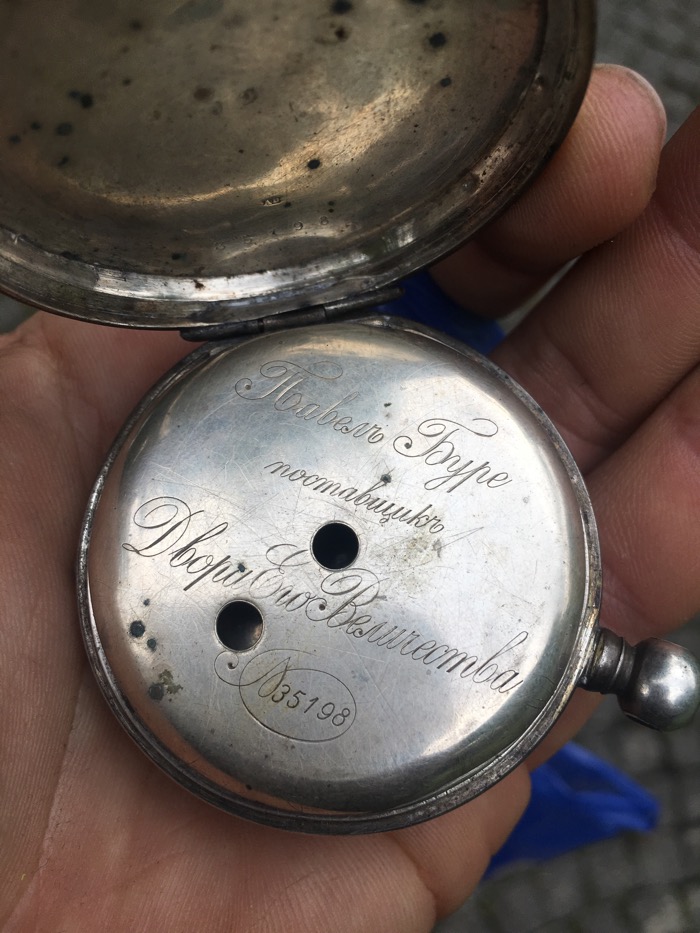 Павелъ Буре
поставщикъ
Двора Его Величества
№35198